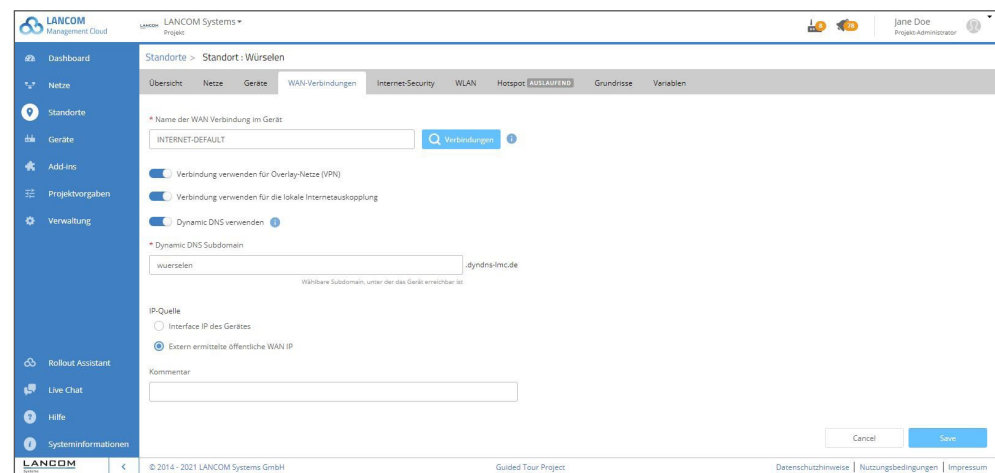 LANCOM
Management Cloud
LANCOM
LANCOM Systems
Projekt
8
78
Jane Doe
Projekt-Administrator
Dashboard
Netze
Standorte
Geräte
Add-ins
Projektvorgaben
Verwaltung
Rollout Assistant
Live Chat
Hilfe
Systeminformationen
LANCOM
Systems
Standorte > Standort : Würselen
Übersicht Netze Geräte WAN-Verbindungen Internet-Security WLAN Hotspot AUSLAUFEND Grundrisse Variablen
* Name der WAN Verbindung im Gerät
INTERNET-DEFAULT Verbindungen
Verbindung verwenden für Overlay-Netze (VPN)
Verbindung verwenden für die lokale Internetauskopplung
Dynamic DNS verwenden
* Dynamic DNS Subdomain
wuerselen .dyndns-lmc.de
Wählbare Subdomain, unter der das Gerät erreichbar ist
IP-Quelle
Interface IP des Gerätes
Extern ermittelte öffentliche WAN IP
Kommentar
Cancel Save
© 2014 - 2021 LANCOM Systems GmbH Guided Tour Project Datenschutzhinweise | Nutzungsbedingungen | Impressum